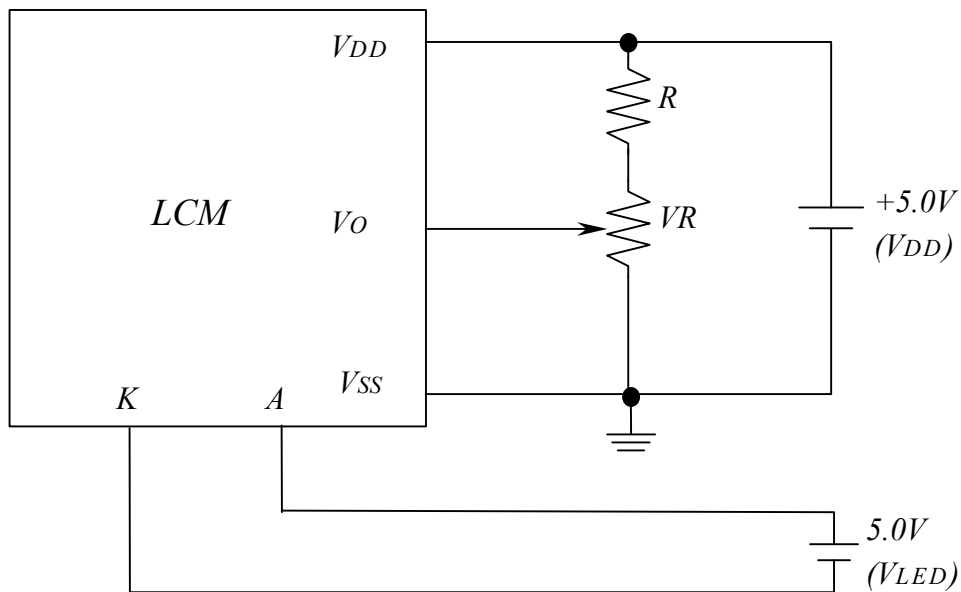 VDD
R
LCM
VO
VR
+5.0V
(VDD)
VSS
K
A
5.0V
(VLED)